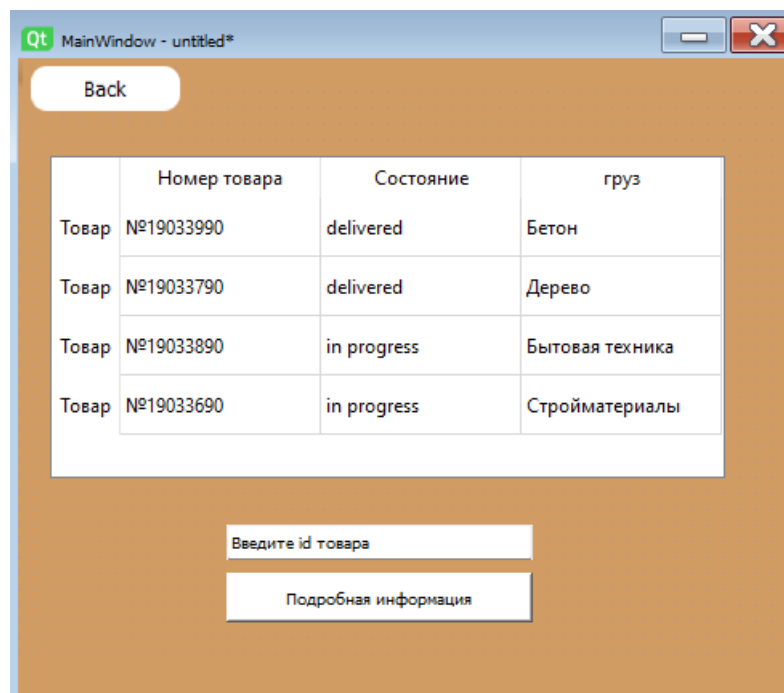 Qt MainWindow - untitled*
Back
Номер товара Состояние груз
Товар №19033990 delivered Бетон
Товар №19033790 delivered Дерево
Товар №19033890 in progress Бытовая техника
Товар №19033690 in progress Стройматериалы
Введите id товара
Подробная информация